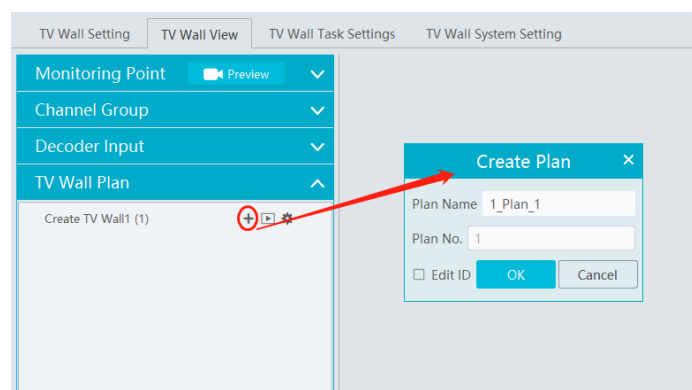 TV Wall Setting TV Wall View TV Wall Task Settings TV Wall System Setting
Monitoring Point Preview
Channel Group
Decoder Input
TV Wall Plan
Create TV Wall1 (1)
Create Plan
Plan Name 1_Plan_1
Plan No. 1
Edit ID OK Cancel